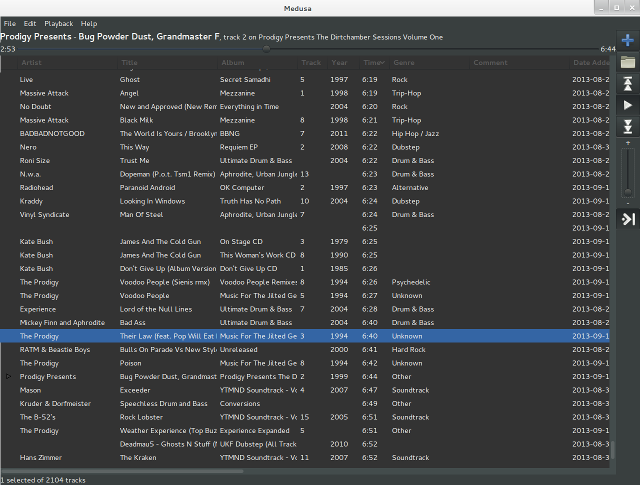 Medusa
File Edit Playback Help
Prodigy Presents - Bug Powder Dust, Grandmaster F, track 2 on Prodigy Presents The Dirtchamber Sessions Volume One
2:53 6:44
Artist Title Album Track Year Time Genre Comment Date Adde
Live Ghost Secret Samadhi 5 1997 6:19 Rock 2013-08-2
Massive Attack Angel Mezzanine 1 1998 6:19 Trip-Hop 2013-08-2
No Doubt New and Approved (New Rem Everything in Time 2004 6:20 Rock 2013-08-2
Massive Attack Black Milk Mezzanine 8 1998 6:21 Trip-Hop 2013-08-2
BADBADNOTGOOD The World Is Yours / Brooklyn BBNG 7 2011 6:22 Hip Hop / Jazz 2013-09-1
Nero This Way Requiem EP 2 2008 6:22 Dubstep 2013-08-3
Roni Size Trust Me Ultimate Drum & Bass 2004 6:22 Drum & Bass 2013-08-2
N.w.a. Dopeman (P.o.t. Tsm1 Remix) Aphrodite, Urban Jungle 13 6:23 Drum & Bass 2013-08-2
Radiohead Paranoid Android OK Computer 2 1997 6:23 Alternative 2013-09-1
Kraddy Looking In Windows Truth Has No Path 10 2004 6:24 Dubstep 2013-09-1
Vinyl Syndicate Man Of Steel Aphrodite, Urban Jungle 7 6:24 Drum & Bass 2013-08-2
6:25 2013-09-1
Kate Bush James And The Cold Gun On Stage CD 3 1979 6:25 2013-09-1
Kate Bush James And The Cold Gun This Woman's Work CD 8 1990 6:25 2013-09-1
Kate Bush Don't Give Up (Album Version Don't Give Up CD 1 1985 6:26 2013-09-1
The Prodigy Voodoo People (Sienis rmx) Voodoo People Remixes 8 1994 6:26 Psychedelic 2013-09-1
The Prodigy Voodoo People Music For The Jilted Ge 5 1994 6:27 Unknown 2013-09-1
Experience Lord of the Null Lines Ultimate Drum & Bass 7 2004 6:28 Drum & Bass 2013-08-2
Mickey Finn and Aphrodite Bad Ass Ultimate Drum & Bass 2004 6:40 Drum & Bass 2013-08-2
The Prodigy Their Law (feat. Pop Will Eat I Music For The Jilted Ge 3 1994 6:40 Unknown 2013-09-1
RATM & Beastie Boys Bulls On Parade Vs New Style Unreleased 2000 6:41 Hard Rock 2013-08-2
The Prodigy Poison Music For The Jilted Ge 8 1994 6:42 Unknown 2013-09-1
Prodigy Presents Bug Powder Dust, Grandmast Prodigy Presents The D 2 1999 6:44 Other 2013-09-1
Mason Exceeder YTMND Soundtrack - Vo 4 2007 6:47 Soundtrack 2013-08-3
Kruder & Dorfmeister Speechless Drum and Bass Conversions 6:49 Other 2013-08-3
The B-52's Rock Lobster YTMND Soundtrack - Vo 15 2005 6:51 Soundtrack 2013-08-3
The Prodigy Weather Experience (Top Buz Experience Expanded 5 6:51 Other 2013-09-1
Deadmau5 - Ghosts N Stuff (N UKF Dubstep (All Track 2010 6:52 2013-08-3
Hans Zimmer The Kraken YTMND Soundtrack - Vo 11 2007 6:52 Soundtrack 2013-08-3
1 selected of 2104 tracks